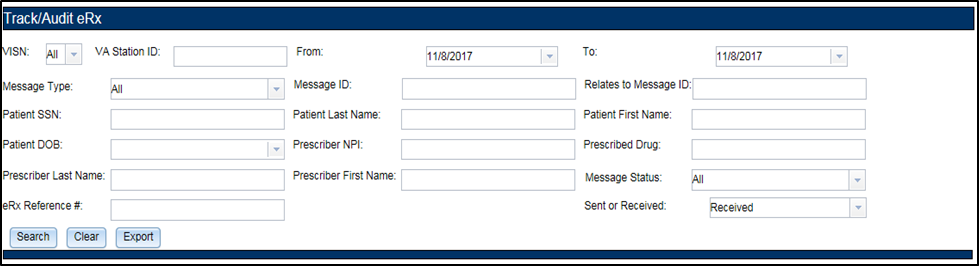 Track/Audit eRx
VISN: All VA Station ID: From: 11/8/2017 To: 11/8/2017
Message Type: All Message ID: Relates to Message ID:
Patient SSN: Patient Last Name: Patient First Name:
Patient DOB: Prescriber NPI: Prescribed Drug:
Prescriber Last Name: Prescriber First Name: Message Status: All
eRx Reference #: Sent or Received: Received
Search Clear Export